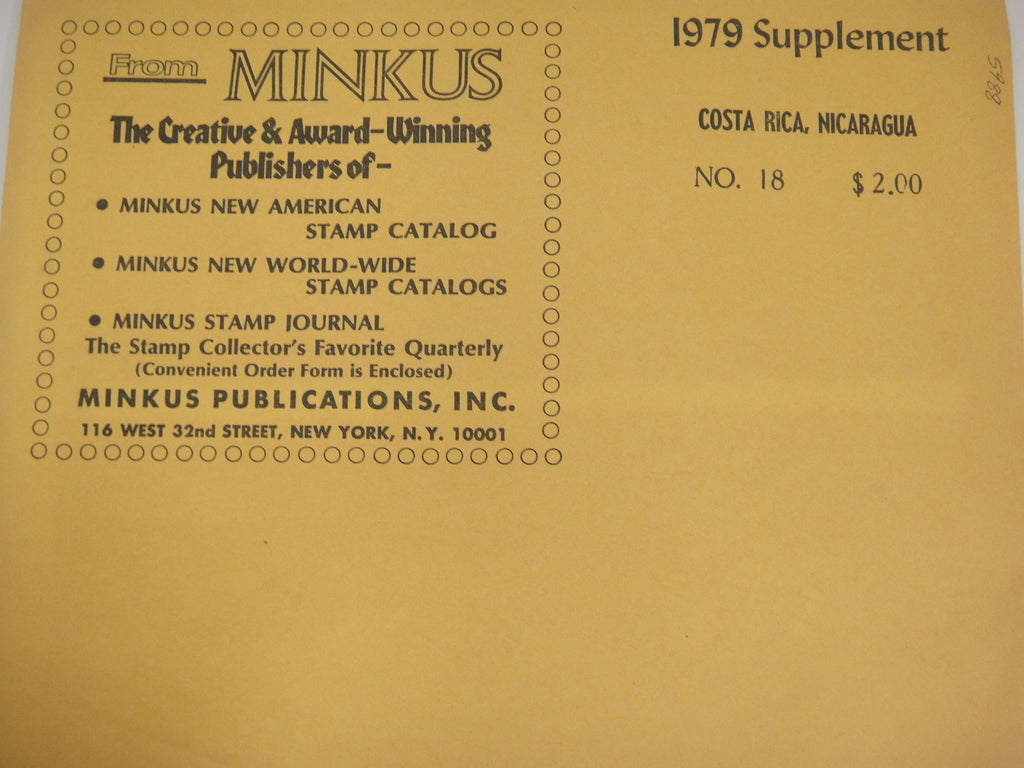 From MINKUS
The Creative & Award-Winning
Publishers of-
• MINKUS NEW AMERICAN
STAMP CATALOG
• MINKUS NEW WORLD-WIDE
STAMP CATALOGS
• MINKUS STAMP JOURNAL
The Stamp Collector's Favorite Quarterly
(Convenient Order Form is Enclosed)
MINKUS PUBLICATIONS, INC.
116 WEST 32nd STREET, NEW YORK, N.Y. 10001
1979 Supplement
COSTA RICA, NICARAGUA
NO. 18 $2.00